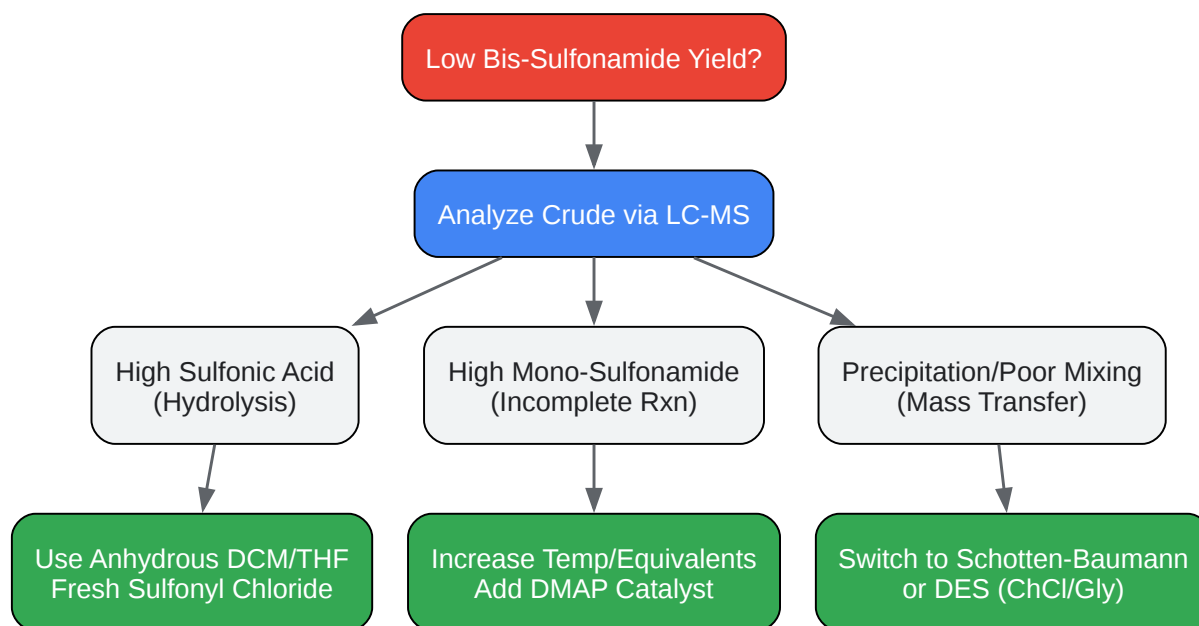 Low Bis-Sulfonamide Yield?
Analyze Crude via LC-MS
High Sulfonic Acid
(Hydrolysis)
High Mono-Sulfonamide
(Incomplete Rxn)
Precipitation/Poor Mixing
(Mass Transfer)
Use Anhydrous DCM/THF
Fresh Sulfonyl Chloride
Increase Temp/Equivalents
Add DMAP Catalyst
Switch to Schotten-Baumann
or DES (ChCl/Gly)